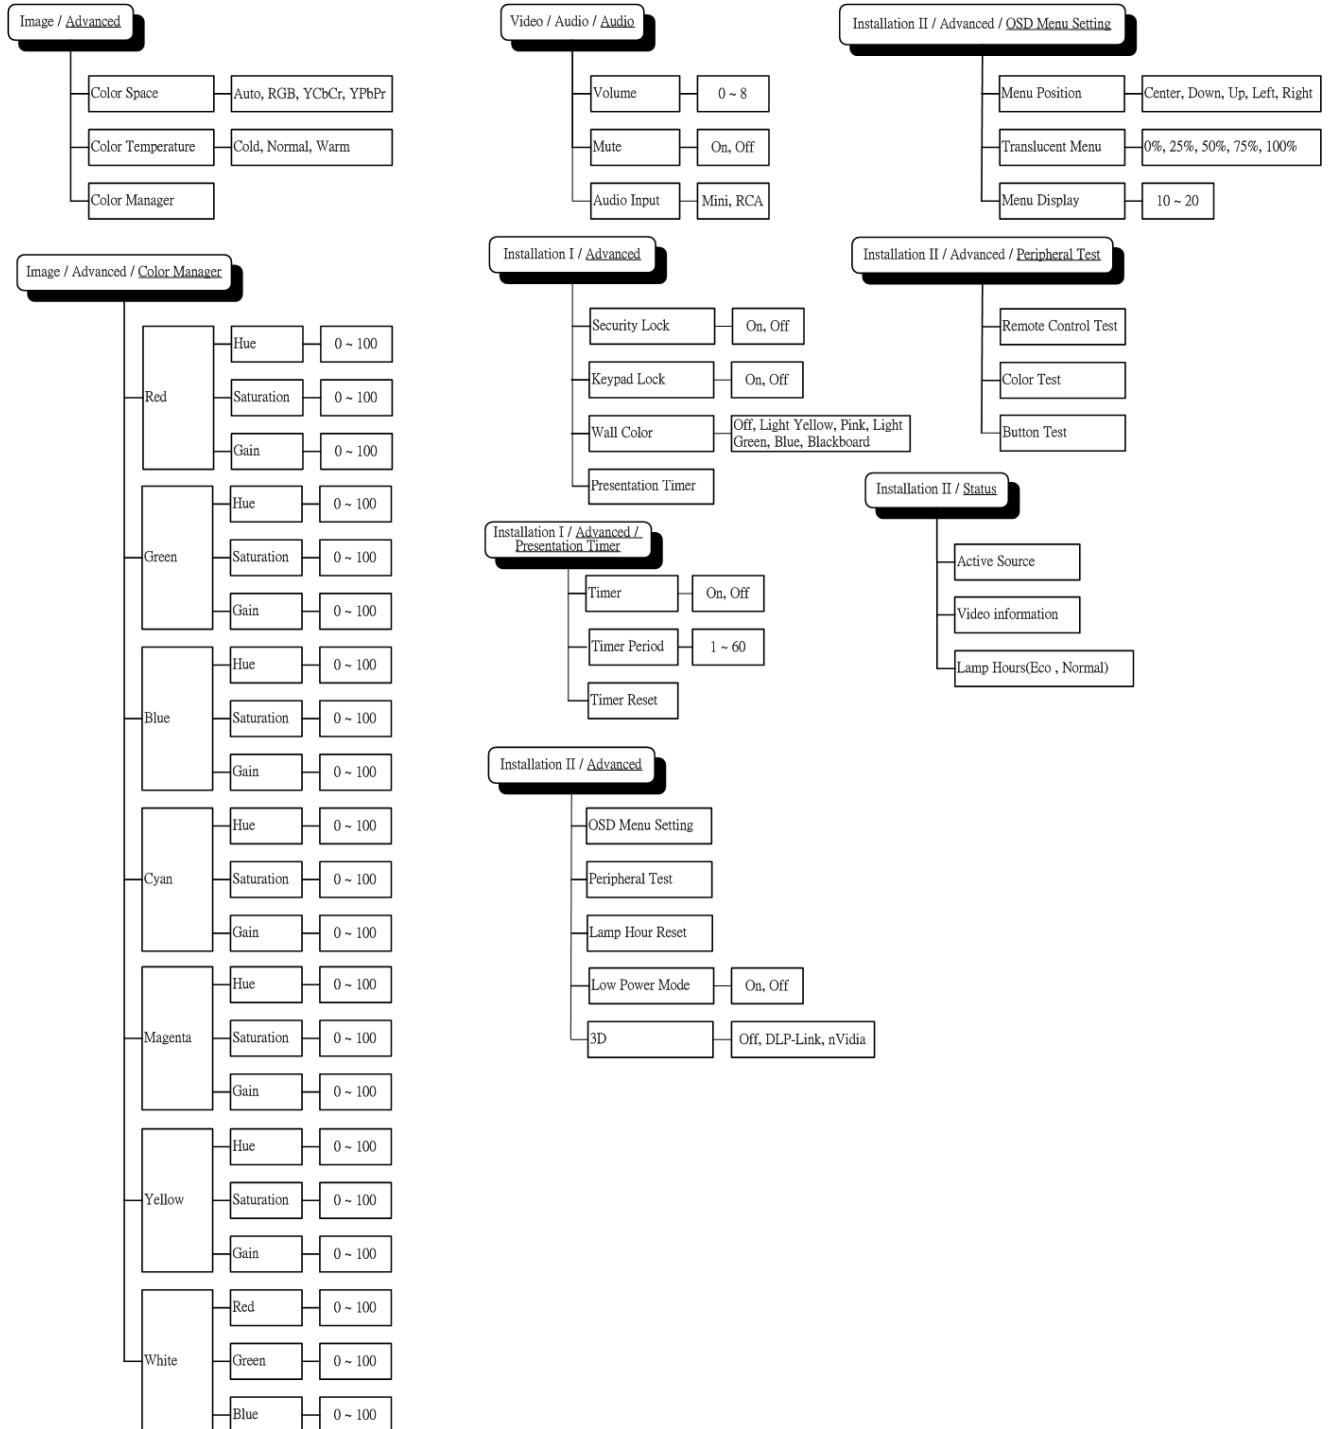 Image / Advanced
Color Space
Auto, RGB, YCbCr, YPbPr
Color Temperature
Cold, Normal, Warm
Color Manager
Image / Advanced / Color Manager
Red
Hue
0 ~ 100
Saturation
0 ~ 100
Gain
0 ~ 100
Green
Hue
0 ~ 100
Saturation
0 ~ 100
Gain
0 ~ 100
Blue
Hue
0 ~ 100
Saturation
0 ~ 100
Gain
0 ~ 100
Cyan
Hue
0 ~ 100
Saturation
0 ~ 100
Gain
0 ~ 100
Magenta
Hue
0 ~ 100
Saturation
0 ~ 100
Gain
0 ~ 100
Yellow
Hue
0 ~ 100
Saturation
0 ~ 100
Gain
0 ~ 100
White
Red
0 ~ 100
Green
0 ~ 100
Blue
0 ~ 100
Video / Audio / Audio
Volume
0 ~ 8
Mute
On, Off
Audio Input
Mini, RCA
Installation I / Advanced
Security Lock
On, Off
Keypad Lock
On, Off
Wall Color
Off, Light Yellow, Pink, Light
Green, Blue, Blackboard
Presentation Timer
Installation I / Advanced /
Presentation Timer
Timer
On, Off
Timer Period
1 ~ 60
Timer Reset
Installation II / Advanced
OSD Menu Setting
Peripheral Test
Lamp Hour Reset
Low Power Mode
On, Off
3D
Off, DLP-Link, nVidia
Installation II / Advanced / OSD Menu Setting
Menu Position
Center, Down, Up, Left, Right
Translucent Menu
0%, 25%, 50%, 75%, 100%
Menu Display
10 ~ 20
Installation II / Advanced / Peripheral Test
Remote Control Test
Color Test
Button Test
Installation II / Status
Active Source
Video information
Lamp Hours(Eco , Normal)